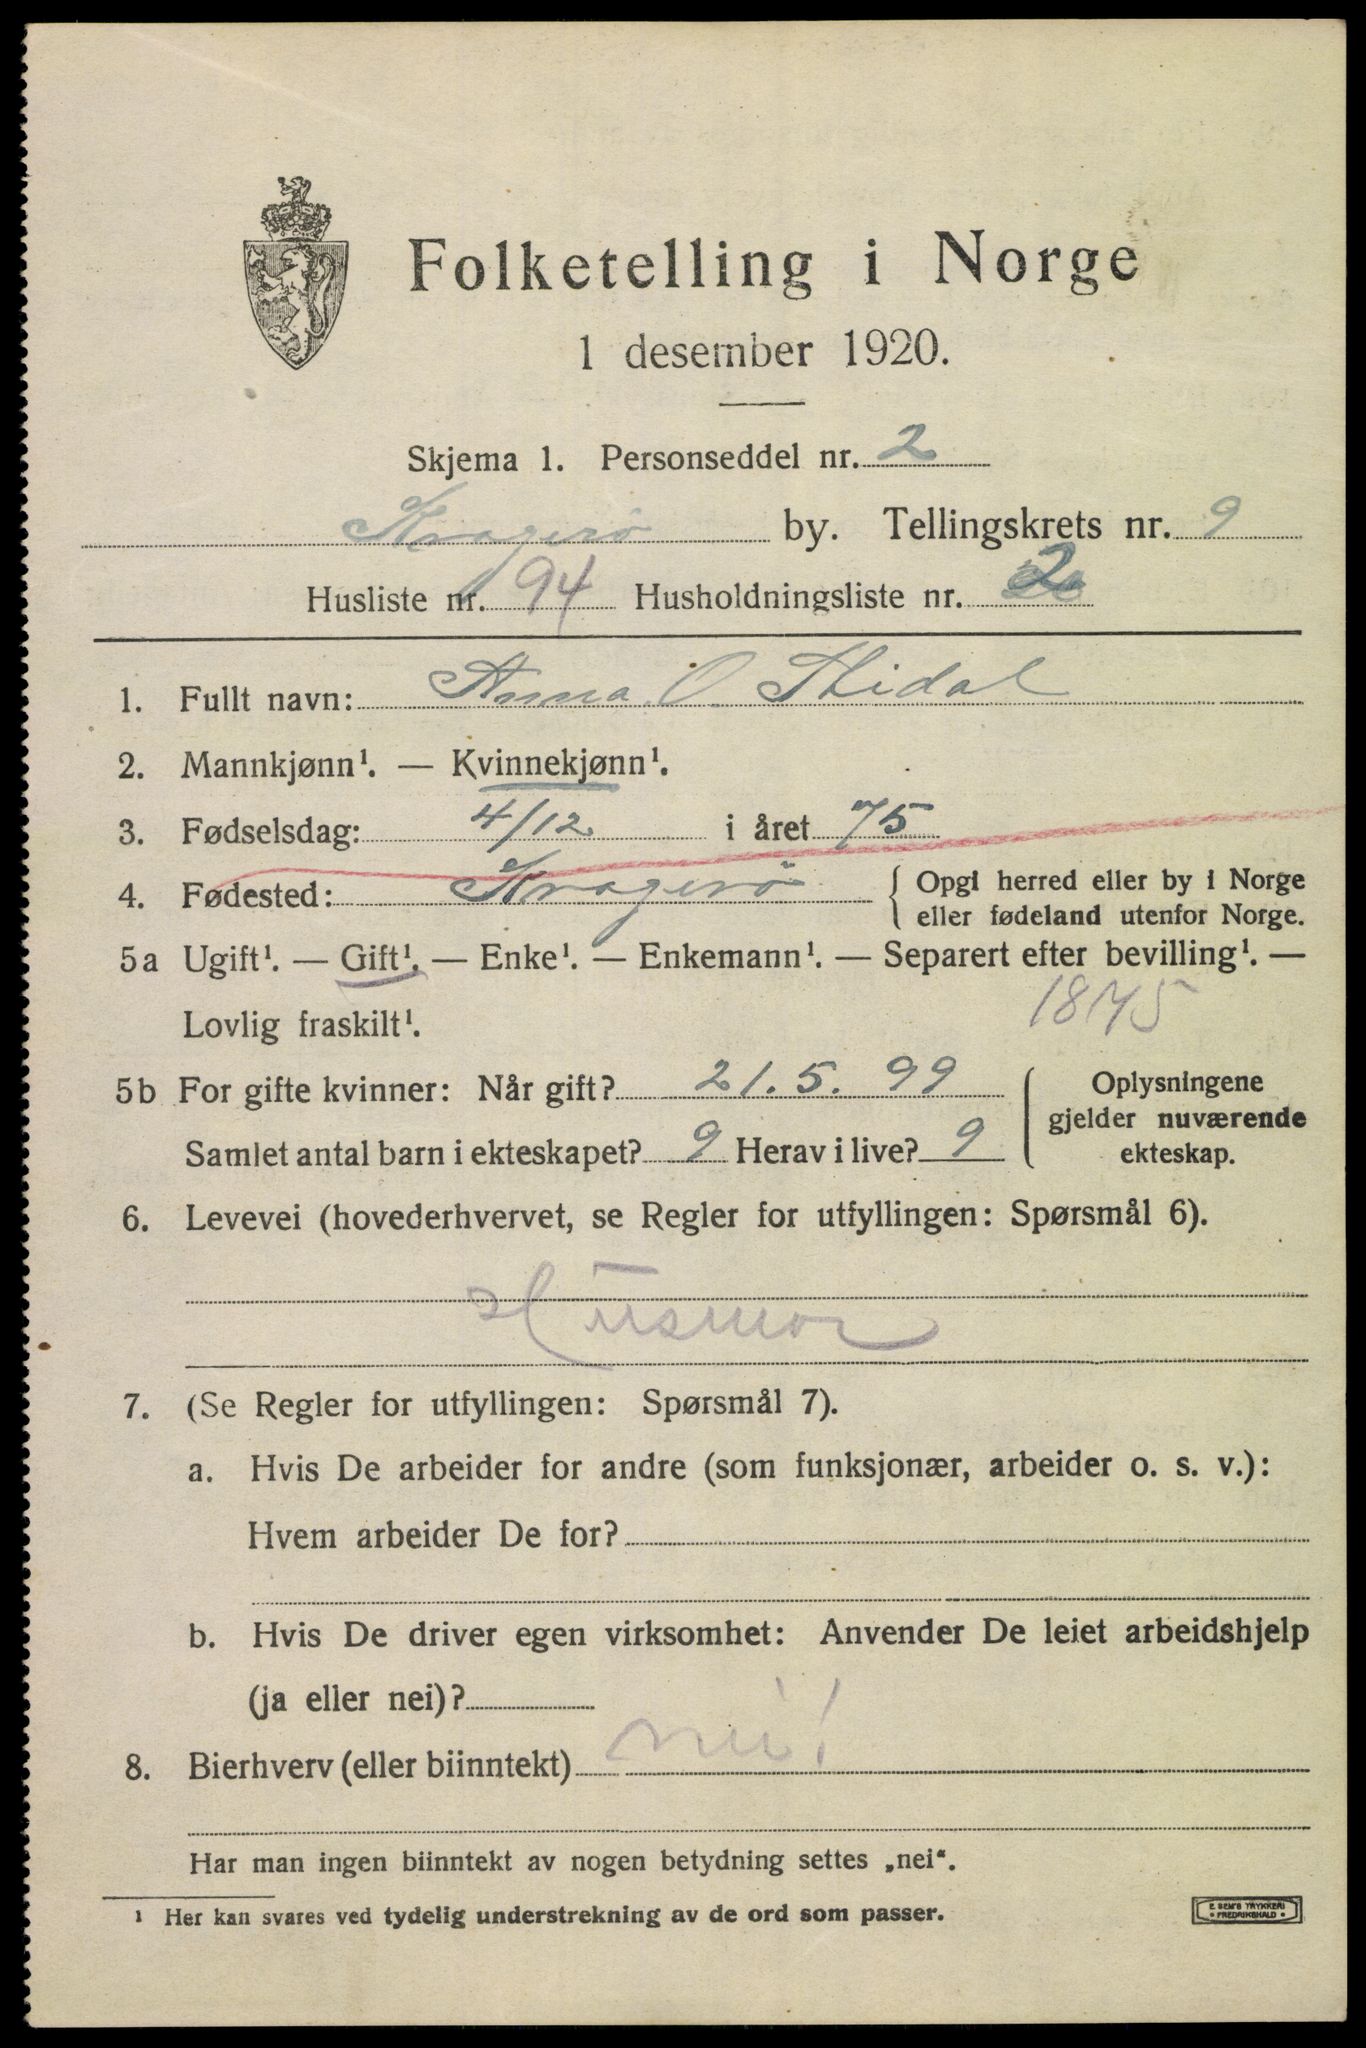 Folketelling i Norge
1 desember 1920.
Skjema 1. Personseddel nr. 2
Kragerö by. Tellingskrets nr. 9
Husliste nr. 94 Husholdningsliste nr. 2
1. Fullt navn: Anna O. Stidal
2. Mannkjønn¹. — Kvinnekjønn¹.
3. Fødselsdag: 4/12 i året 75
4. Fødested: Kragerö { Opgi herred eller by i Norge
eller fødeland utenfor Norge.
5a Ugift¹. — Gift¹. — Enke¹. — Enkemann¹. — Separert efter bevilling¹. —
Lovlig fraskilt¹. 1875
5b For gifte kvinner: Når gift? 21. 5. 99
Samlet antal barn i ekteskapet? 9 Herav i live? 9
Oplysningene
gjelder nuværende
ekteskap.
6. Levevei (hovederhvervet, se Regler for utfyllingen: Spørsmål 6).
Husmor
7. (Se Regler for utfyllingen: Spørsmål 7).
a. Hvis De arbeider for andre (som funksjonær, arbeider o. s. v.):
Hvem arbeider De for?
b. Hvis De driver egen virksomhet: Anvender De leiet arbeidshjelp
(ja eller nei)?
8. Bierhverv (eller biinntekt) nei!
Har man ingen biinntekt av nogen betydning settes „nei“.
¹ Her kan svares ved tydelig understrekning av de ord som passer.
E. SEM'S TRYKKERI
• FREDRIKSHALD •